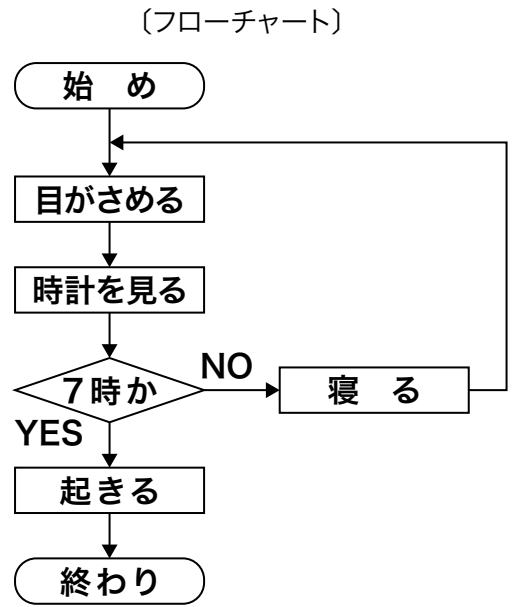 〔フローチャート〕
始　め
目がさめる
時計を見る
7時か
NO
寝　る
YES
起きる
終わり